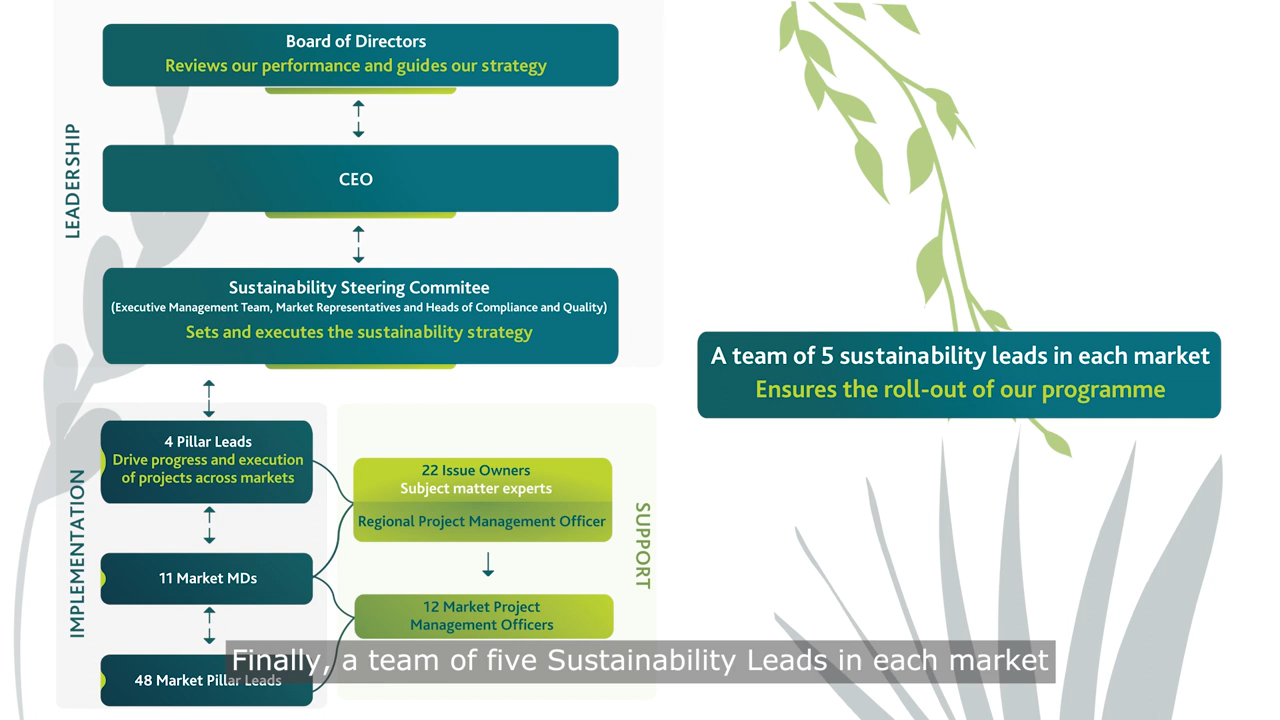 LEADERSHIP
Board of Directors
Reviews our performance and guides our strategy
CEO
Sustainability Steering Commitee
(Executive Management Team, Market Representatives and Heads of Compliance and Quality)
Sets and executes the sustainability strategy
IMPLEMENTATION
4 Pillar Leads
Drive progress and execution
of projects across markets
11 Market MDs
48 Market Pillar Leads
SUPPORT
22 Issue Owners
Subject matter experts
Regional Project Management Officer
12 Market Project
Management Officers
A team of 5 sustainability leads in each market
Ensures the roll-out of our programme
Finally, a team of five Sustainability Leads in each market